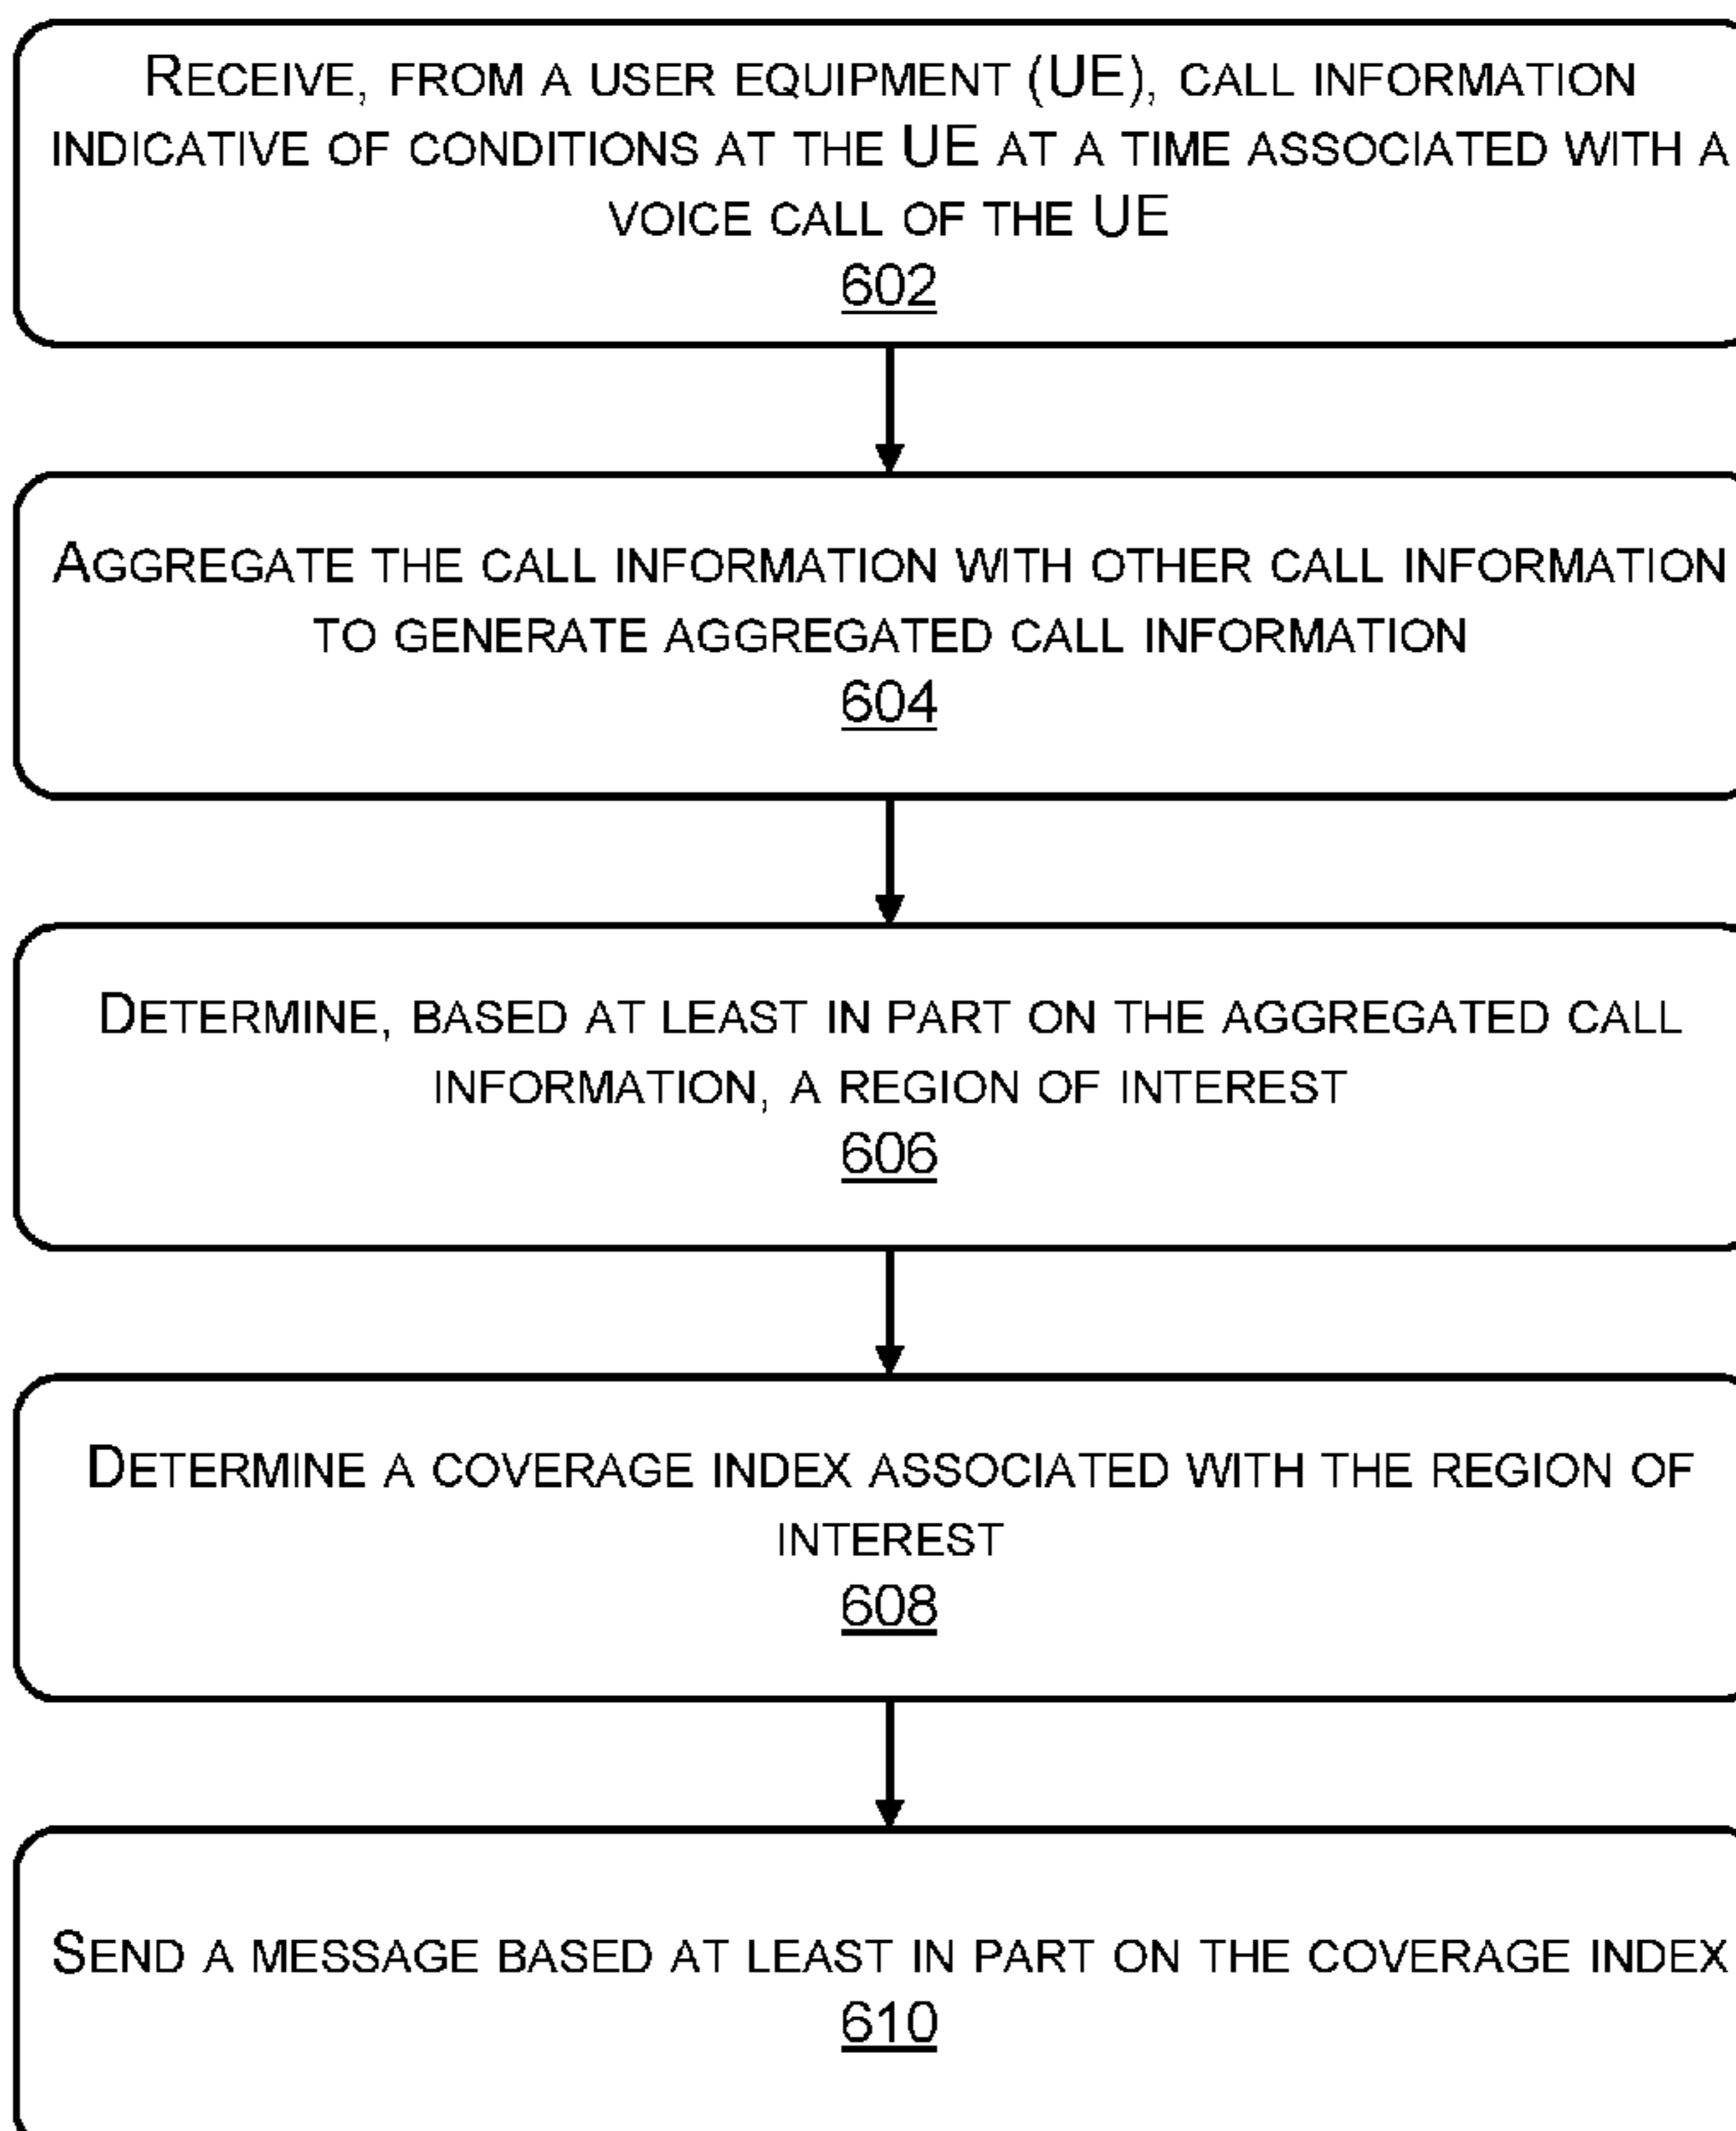 RECEIVE, FROM A USER EQUIPMENT (UE), CALL INFORMATION
INDICATIVE OF CONDITIONS AT THE UE AT A TIME ASSOCIATED WITH A
VOICE CALL OF THE UE
602
AGGREGATE THE CALL INFORMATION WITH OTHER CALL INFORMATION
TO GENERATE AGGREGATED CALL INFORMATION
604
DETERMINE, BASED AT LEAST IN PART ON THE AGGREGATED CALL
INFORMATION, A REGION OF INTEREST
606
DETERMINE A COVERAGE INDEX ASSOCIATED WITH THE REGION OF
INTEREST
608
SEND A MESSAGE BASED AT LEAST IN PART ON THE COVERAGE INDEX
610